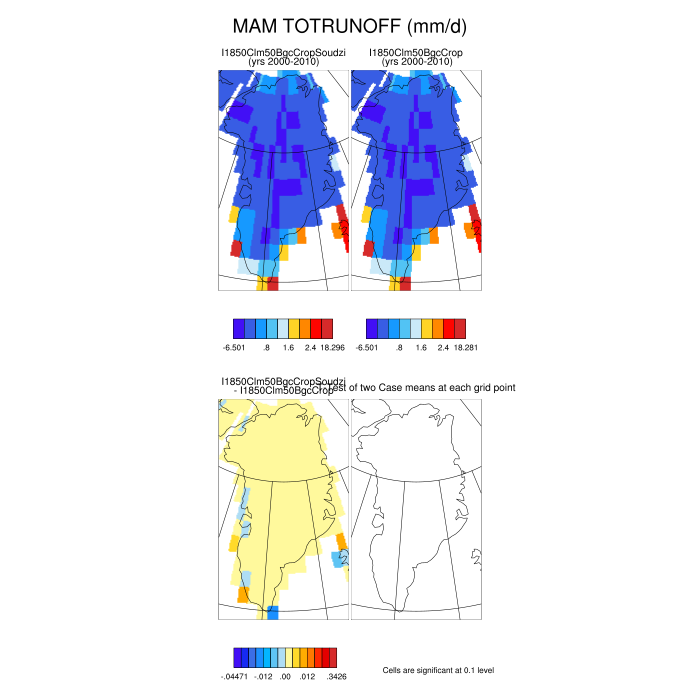 MAM TOTRUNOFF (mm/d)
I1850Clm50BgcCropSoudzi
(yrs 2000-2010)
I1850Clm50BgcCrop
(yrs 2000-2010)
-6.501 .8 1.6 2.4 18.296
-6.501 .8 1.6 2.4 18.281
I1850Clm50BgcCropSoudzi
- I1850Clm50BgcCrop
Test of two Case means at each grid point
-.04471 -.012 .00 .012 .3426
Cells are significant at 0.1 level